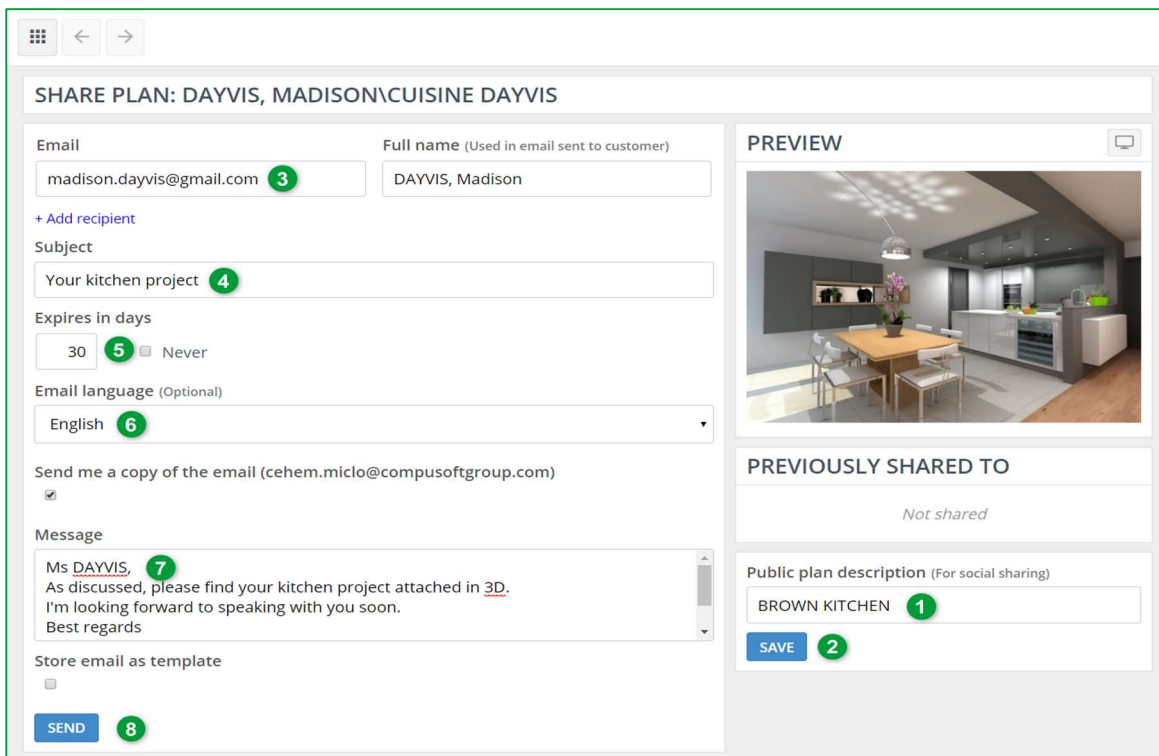 SHARE PLAN: DAYVIS, MADISON\CUISINE DAYVIS
Email
Full name (Used in email sent to customer)
madison.dayvis@gmail.com 3
DAYVIS, Madison
+ Add recipient
Subject
Your kitchen project 4
Expires in days
30 5 Never
Email language (Optional)
English 6
Send me a copy of the email (cehem.miclo@compusoftgroup.com)
Message
Ms DAYVIS, 7
As discussed, please find your kitchen project attached in 3D.
I'm looking forward to speaking with you soon.
Best regards
Store email as template
SEND 8
PREVIEW
PREVIOUSLY SHARED TO
Not shared
Public plan description (For social sharing)
BROWN KITCHEN 1
SAVE 2